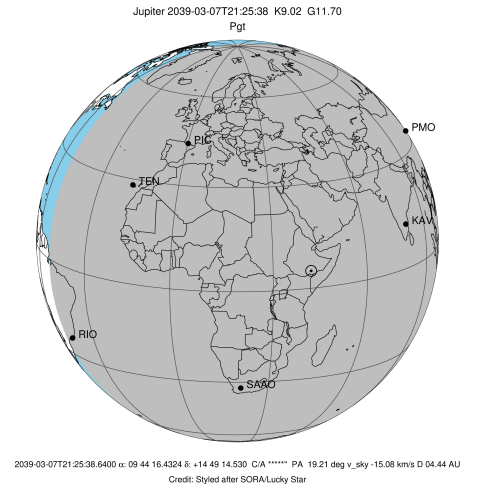 Jupiter 2039-03-07T21:25:38 K9.02 G11.70
Pgt
PMO
PIC
TEN
KAV
RIO
SAAO
2039-03-07T21:25:38.6400 α: 09 44 16.4324 δ: +14 49 14.530 C/A *****" PA 19.21 deg v_sky -15.08 km/s D 04.44 AU
Credit: Styled after SORA/Lucky Star